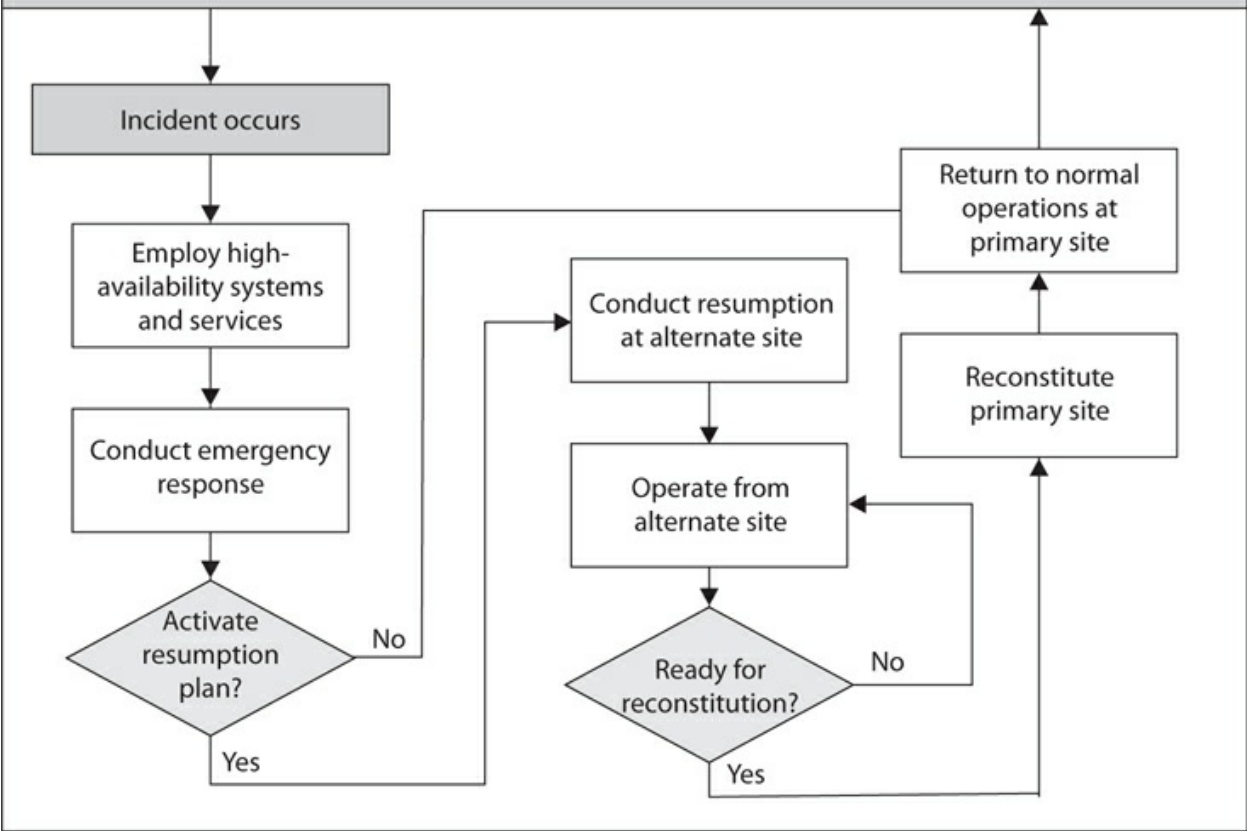 Incident occurs
Employ high-
availability systems
and services
Conduct emergency
response
Activate
resumption
plan?
No
Yes
Conduct resumption
at alternate site
Operate from
alternate site
Ready for
reconstitution?
No
Yes
Reconstitute
primary site
Return to normal
operations at
primary site